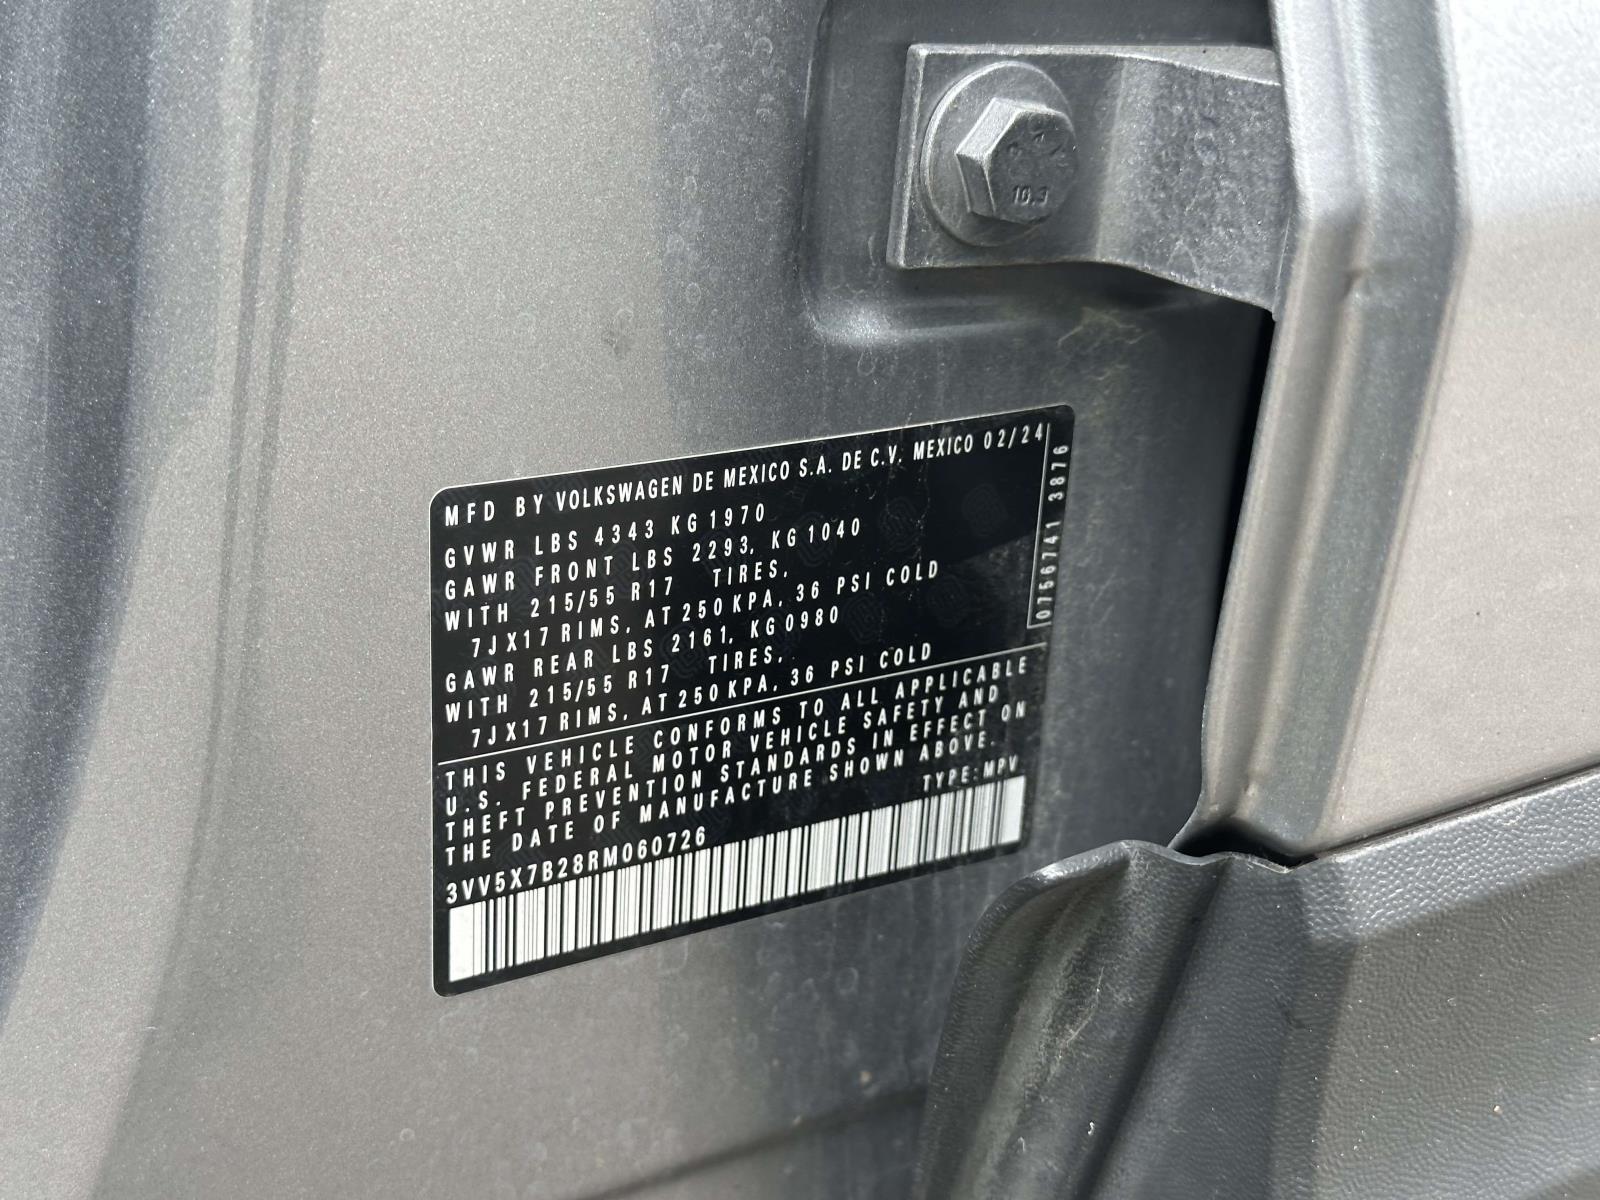 10.9
MFD BY VOLKSWAGEN DE MEXICO S.A. DE C.V. MEXICO 02/24
GVWR LBS 4343 KG 1970
GAWR FRONT LBS 2293, KG 1040
WITH 215/55 R17 TIRES,
7JX17 RIMS, AT 250 KPA, 36 PSI COLD
GAWR REAR LBS 2161, KG 0980
WITH 215/55 R17 TIRES,
7JX17 RIMS, AT 250 KPA, 36 PSI COLD
0756741 3876
THIS VEHICLE CONFORMS TO ALL APPLICABLE
U.S. FEDERAL MOTOR VEHICLE SAFETY AND
THEFT PREVENTION STANDARDS IN EFFECT ON
THE DATE OF MANUFACTURE SHOWN ABOVE.
TYPE: MPV
3VV5X7B28RM060726